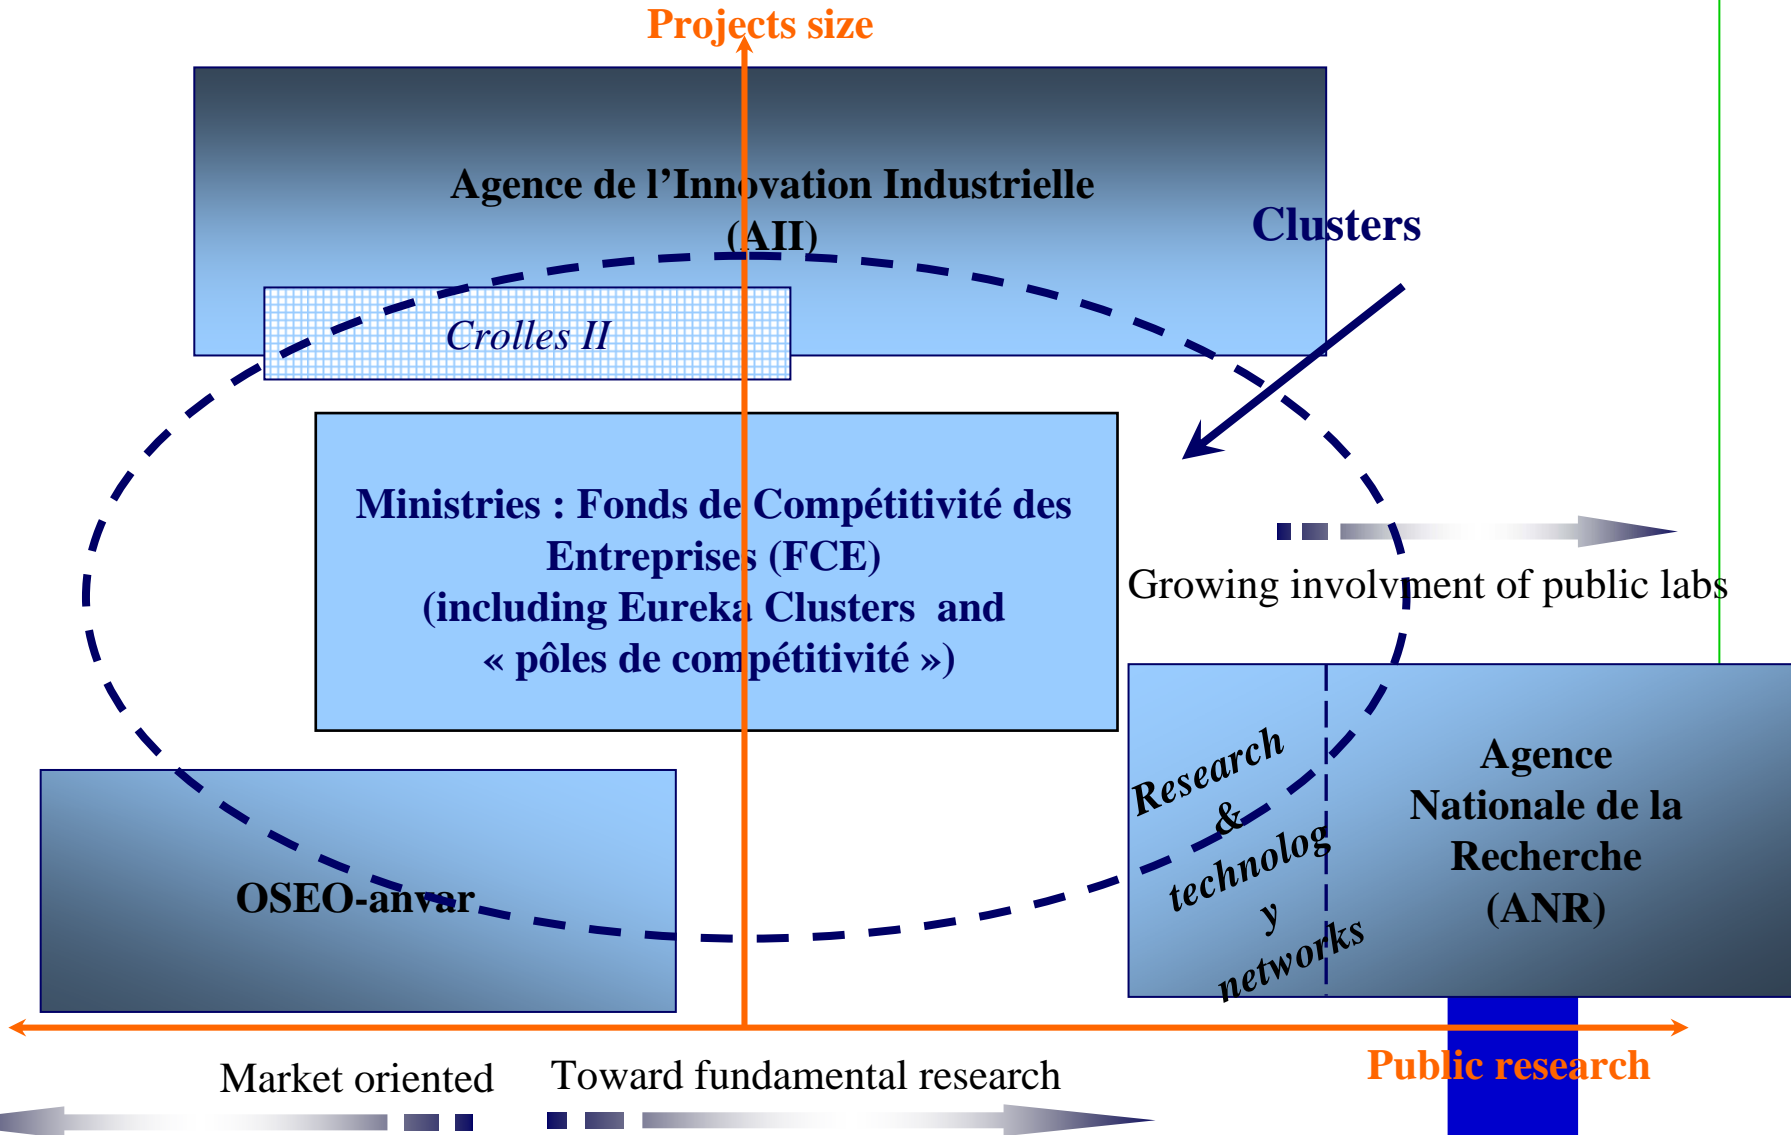 Projects size
Agence de l’Innovation Industrielle
(AII)
Clusters
Crolles II
Ministries : Fonds de Compétitivité des
Entreprises (FCE)
(including Eureka Clusters and
« pôles de compétitivité »)
Growing involvment of public labs
Research
&
technolog
y
networks
Agence
Nationale de la
Recherche
(ANR)
OSEO-anvar
Public research
Market oriented
Toward fundamental research